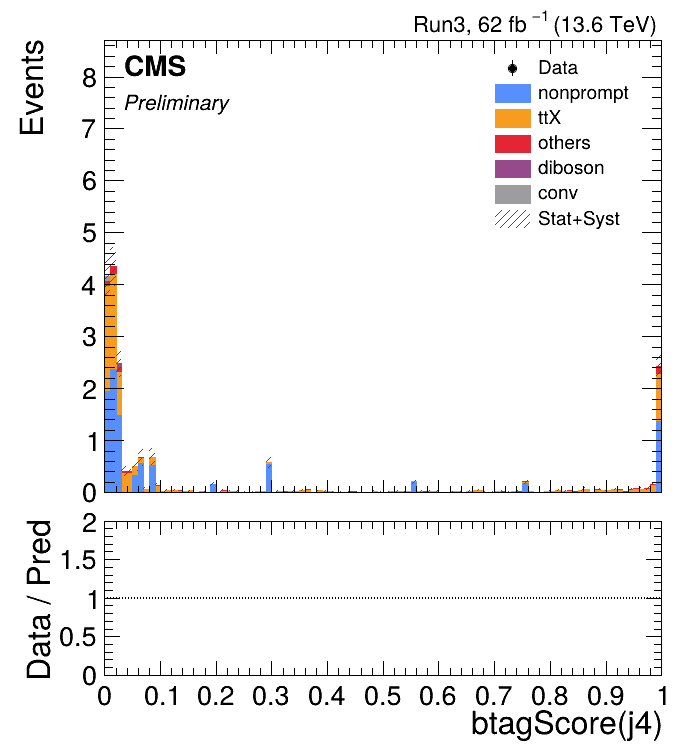 Run3, 62 fb⁻¹ (13.6 TeV)
CMS
Preliminary
Events
8
7
6
5
4
3
2
1
0
Data
nonprompt
ttX
others
diboson
conv
Stat+Syst
Data / Pred
2
1.5
1
0.5
0
0 0.1 0.2 0.3 0.4 0.5 0.6 0.7 0.8 0.9 1
btagScore(j4)